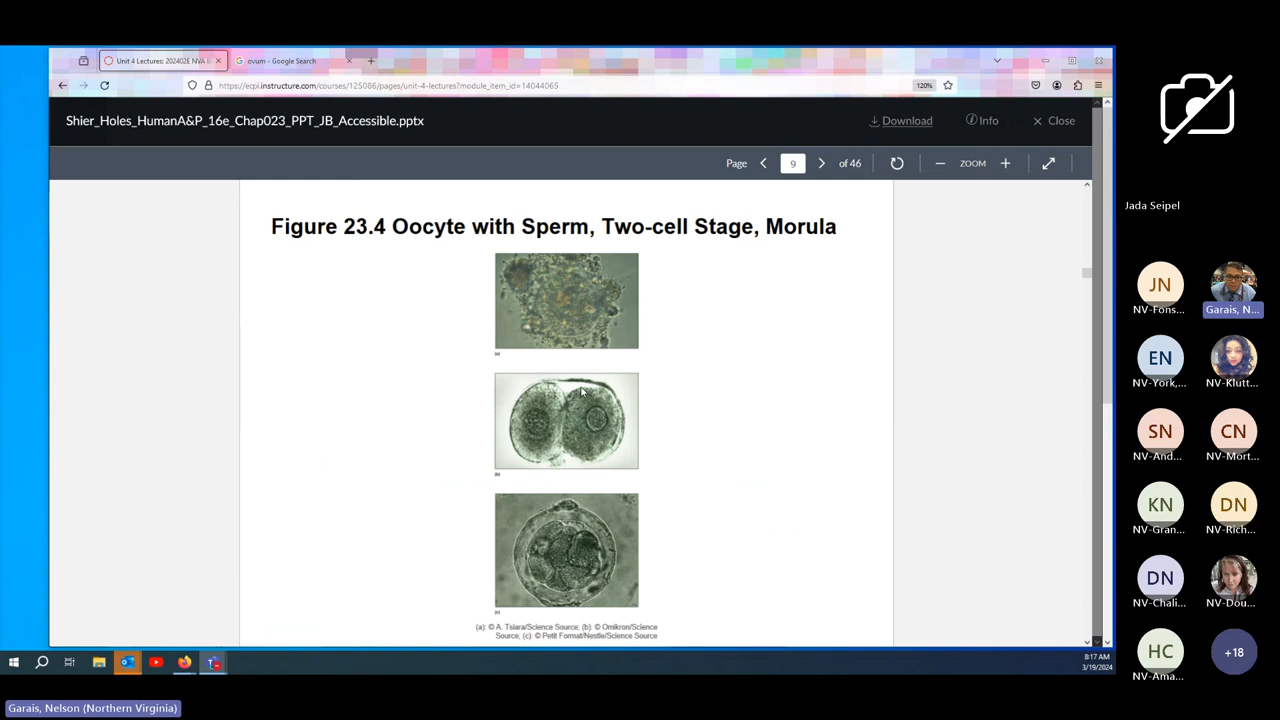 Unit 4 Lectures: 202402E NVA
ovum - Google Search
https://ecpi.instructure.com/courses/125086/pages/unit-4-lectures?module_item_id=14044065
120%
Shier_Holes_HumanA&P_16e_Chap023_PPT_JB_Accessible.pptx
Download
Info
Close
Page
9
of 46
ZOOM
Figure 23.4 Oocyte with Sperm, Two-cell Stage, Morula
(a)
(b)
(c)
(a): © A. Tsiara/Science Source; (b): © Omikron/Science
Source; (c): © Petit Format/Nestle/Science Source
8:17 AM
3/19/2024
Garais, Nelson (Northern Virginia)
Jada Seipel
JN
NV-Fons...
Garais, N...
EN
NV-York,...
NV-Klutt...
SN
NV-And...
CN
NV-Mort...
KN
NV-Gran...
DN
NV-Rich...
DN
NV-Chali...
NV-Dou...
HC
NV-Ama...
+18